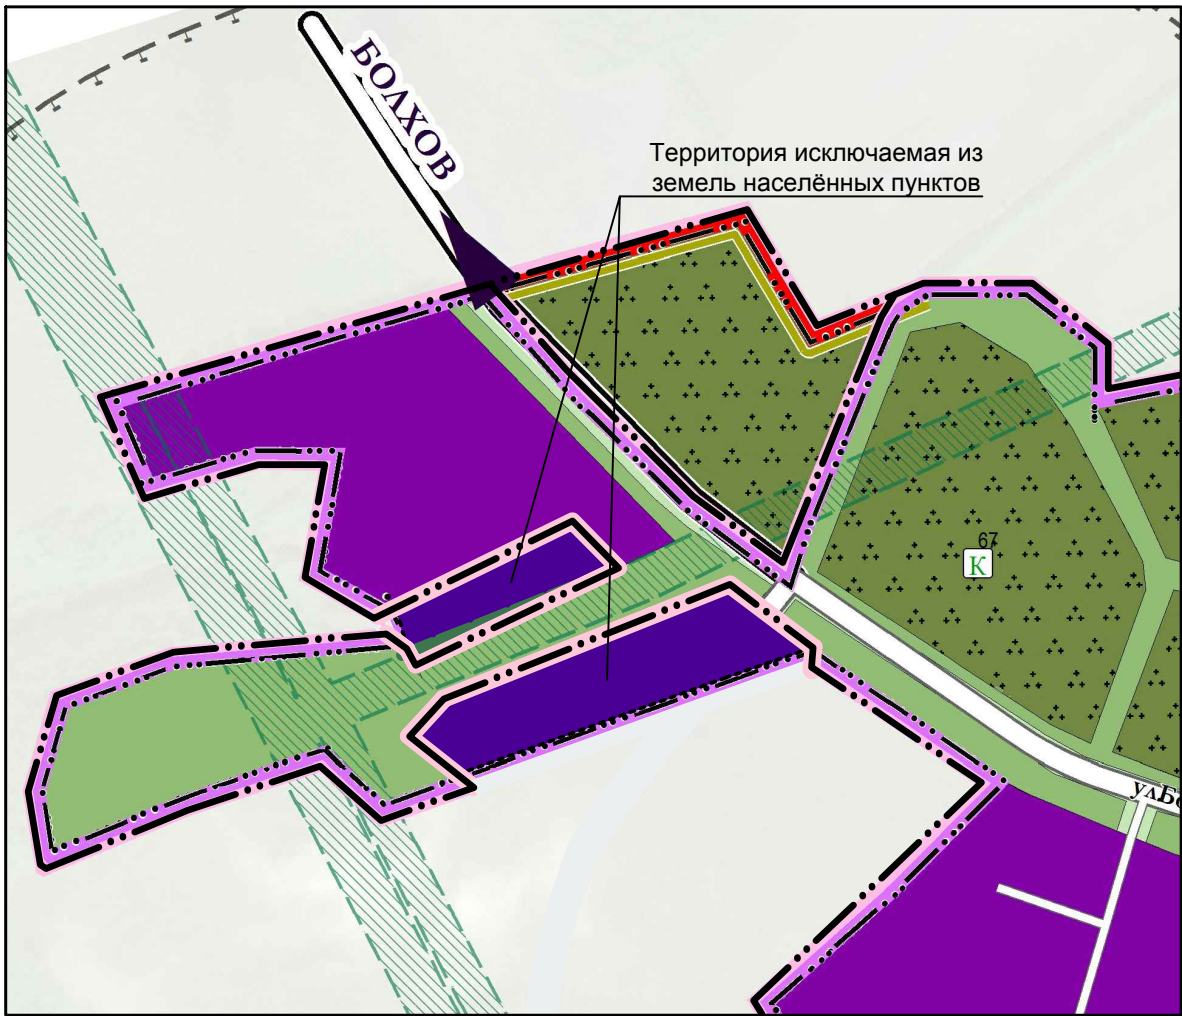 БОЛХОВ
Территория исключаемая из
земель населённых пунктов
67
К
ул.Бо